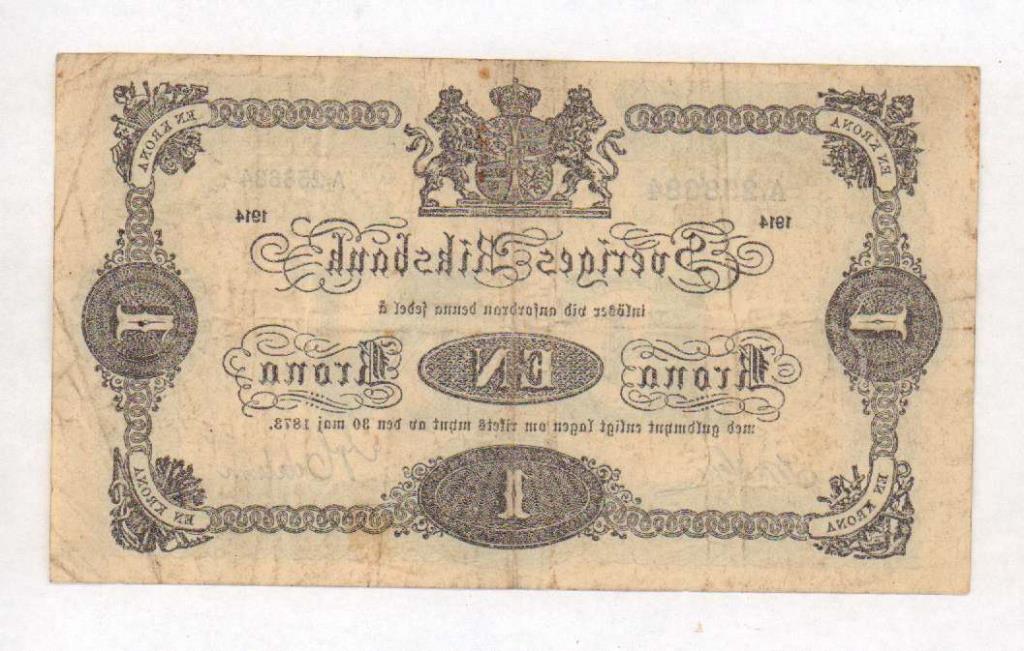 EN KRONA EN KRONA
1914 1914
Sveriges Riksbank
inlöser vid anfordran denna sedel å
1 1
Krona EN Krona
med guldmynt enligt lagen om rikets mynt av den 30 maj 1873.
1
EN KRONA EN KRONA